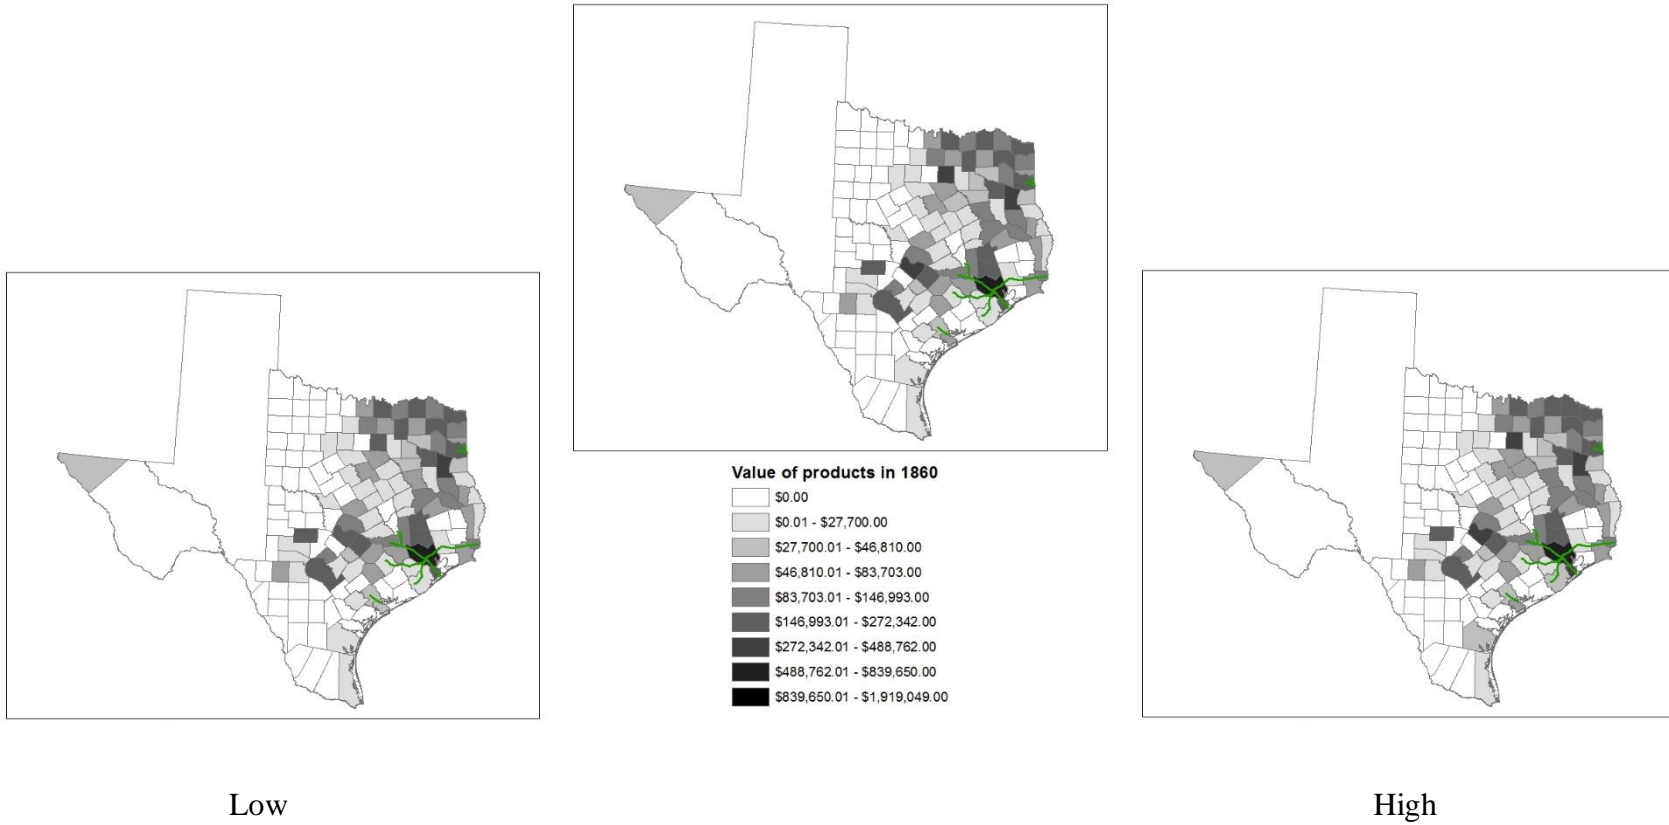 Value of products in 1860
$0.00
$0.01 - $27,700.00
$27,700.01 - $46,810.00
$46,810.01 - $83,703.00
$83,703.01 - $146,993.00
$146,993.01 - $272,342.00
$272,342.01 - $488,762.00
$488,762.01 - $839,650.00
$839,650.01 - $1,919,049.00
Low
High